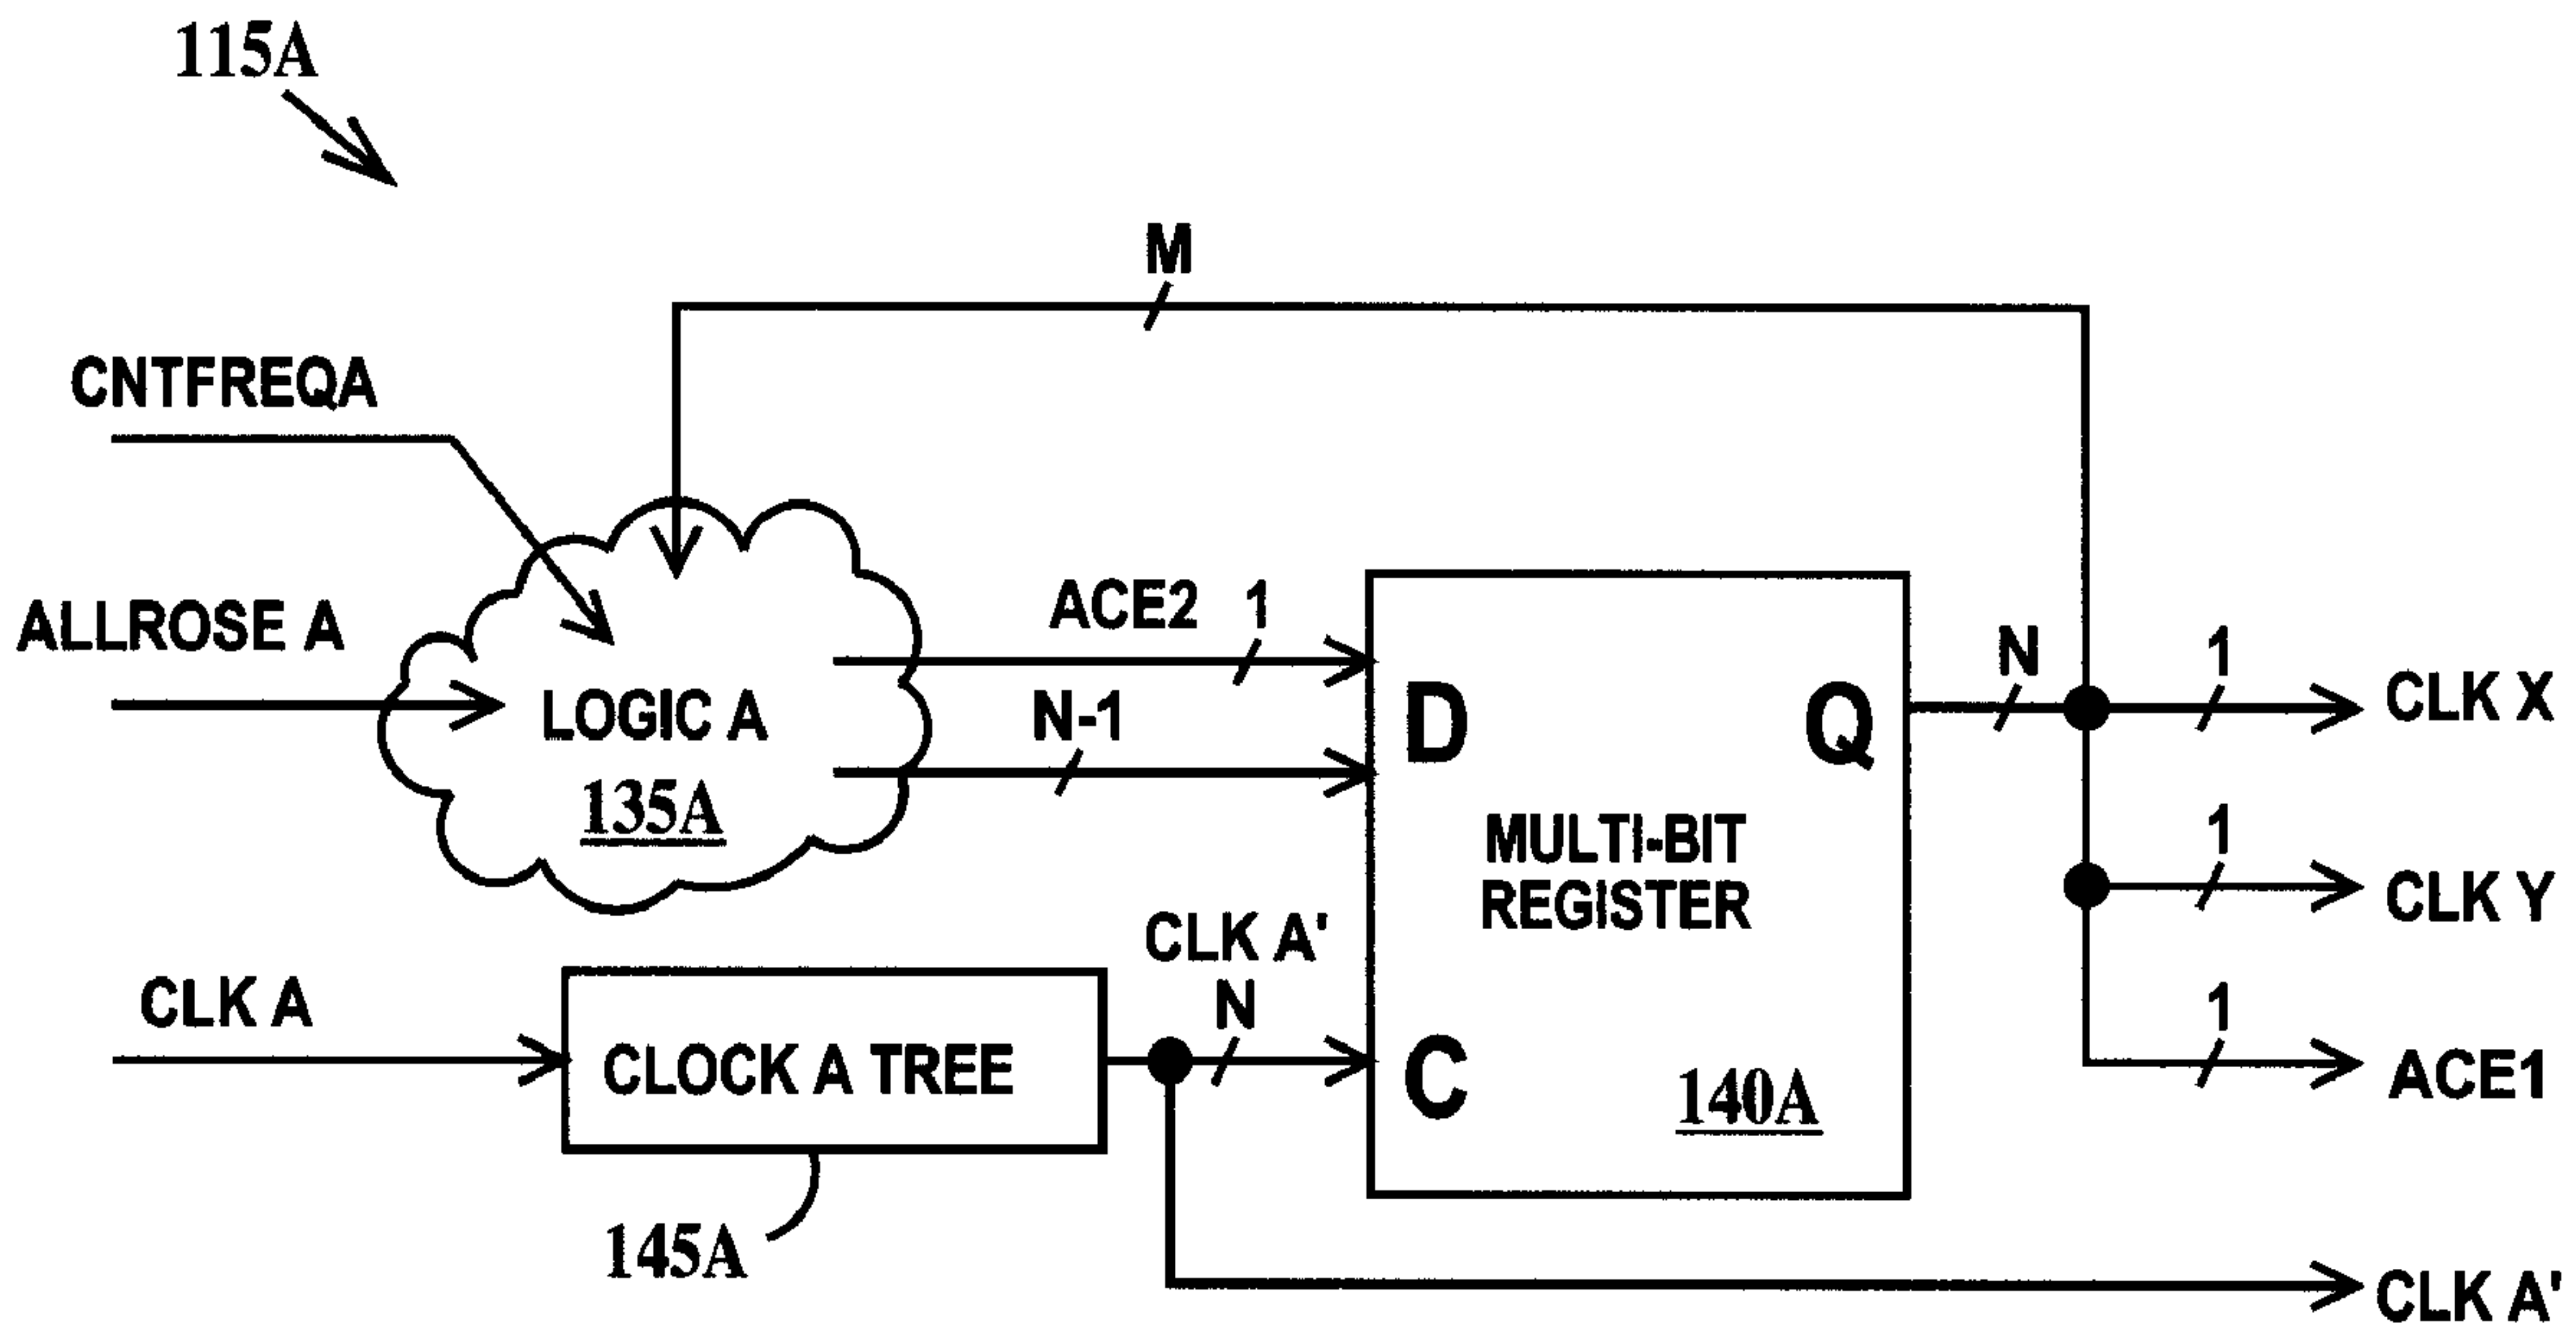 115A
M
CNTFREQA
ALLROSE A
ACE2
1
N-1
LOGIC A
135A
D
Q
N
1
CLK X
MULTI-BIT
REGISTER
1
CLK Y
CLK A
CLOCK A TREE
CLK A'
N
C
140A
1
ACE1
145A
CLK A'